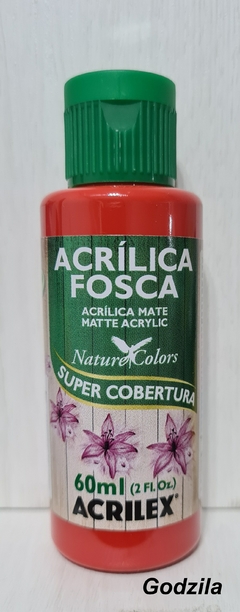 ACRÍLICA
FOSCA
ACRÍLICA MATE
MATTE ACRYLIC
Nature Colors
SUPER COBERTURA
60ml (2 Fl. Oz.)
ACRILEX®
Godzila